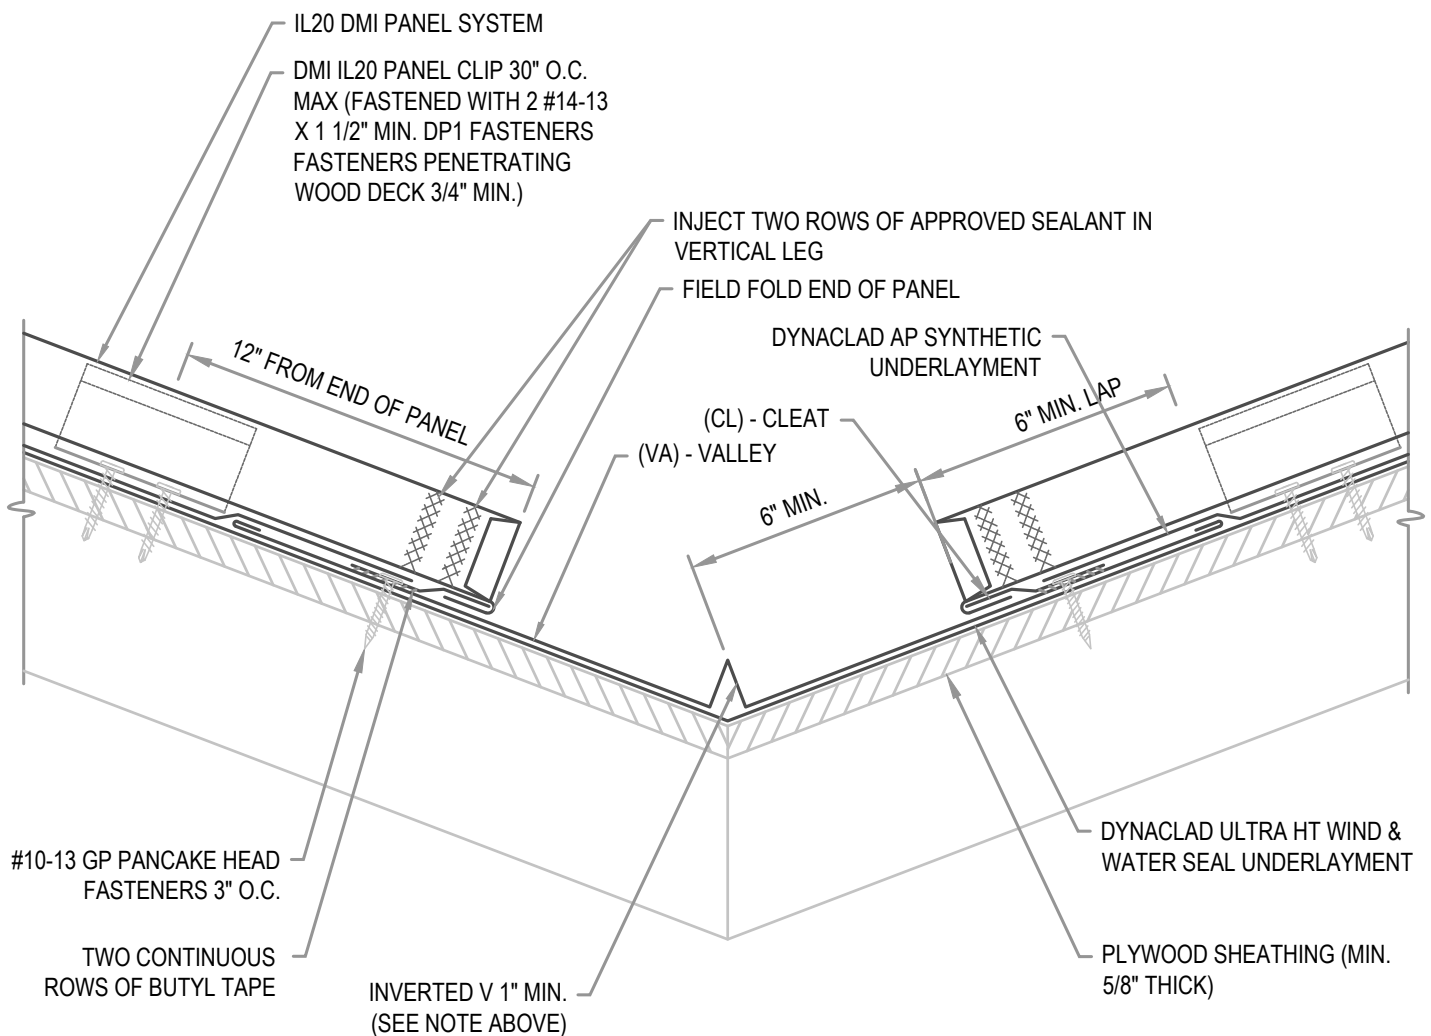 IL20 DMI PANEL SYSTEM
DMI IL20 PANEL CLIP 30" O.C.
MAX (FASTENED WITH 2 #14-13
X 1 1/2" MIN. DP1 FASTENERS
FASTENERS PENETRATING
WOOD DECK 3/4" MIN.)
INJECT TWO ROWS OF APPROVED SEALANT IN
VERTICAL LEG
FIELD FOLD END OF PANEL
DYNACLAD AP SYNTHETIC
UNDERLAYMENT
12" FROM END OF PANEL
6" MIN. LAP
(CL) - CLEAT
(VA) - VALLEY
6" MIN.
#10-13 GP PANCAKE HEAD
FASTENERS 3" O.C.
TWO CONTINUOUS
ROWS OF BUTYL TAPE
INVERTED V 1" MIN.
(SEE NOTE ABOVE)
DYNACLAD ULTRA HT WIND &
WATER SEAL UNDERLAYMENT
PLYWOOD SHEATHING (MIN.
5/8" THICK)